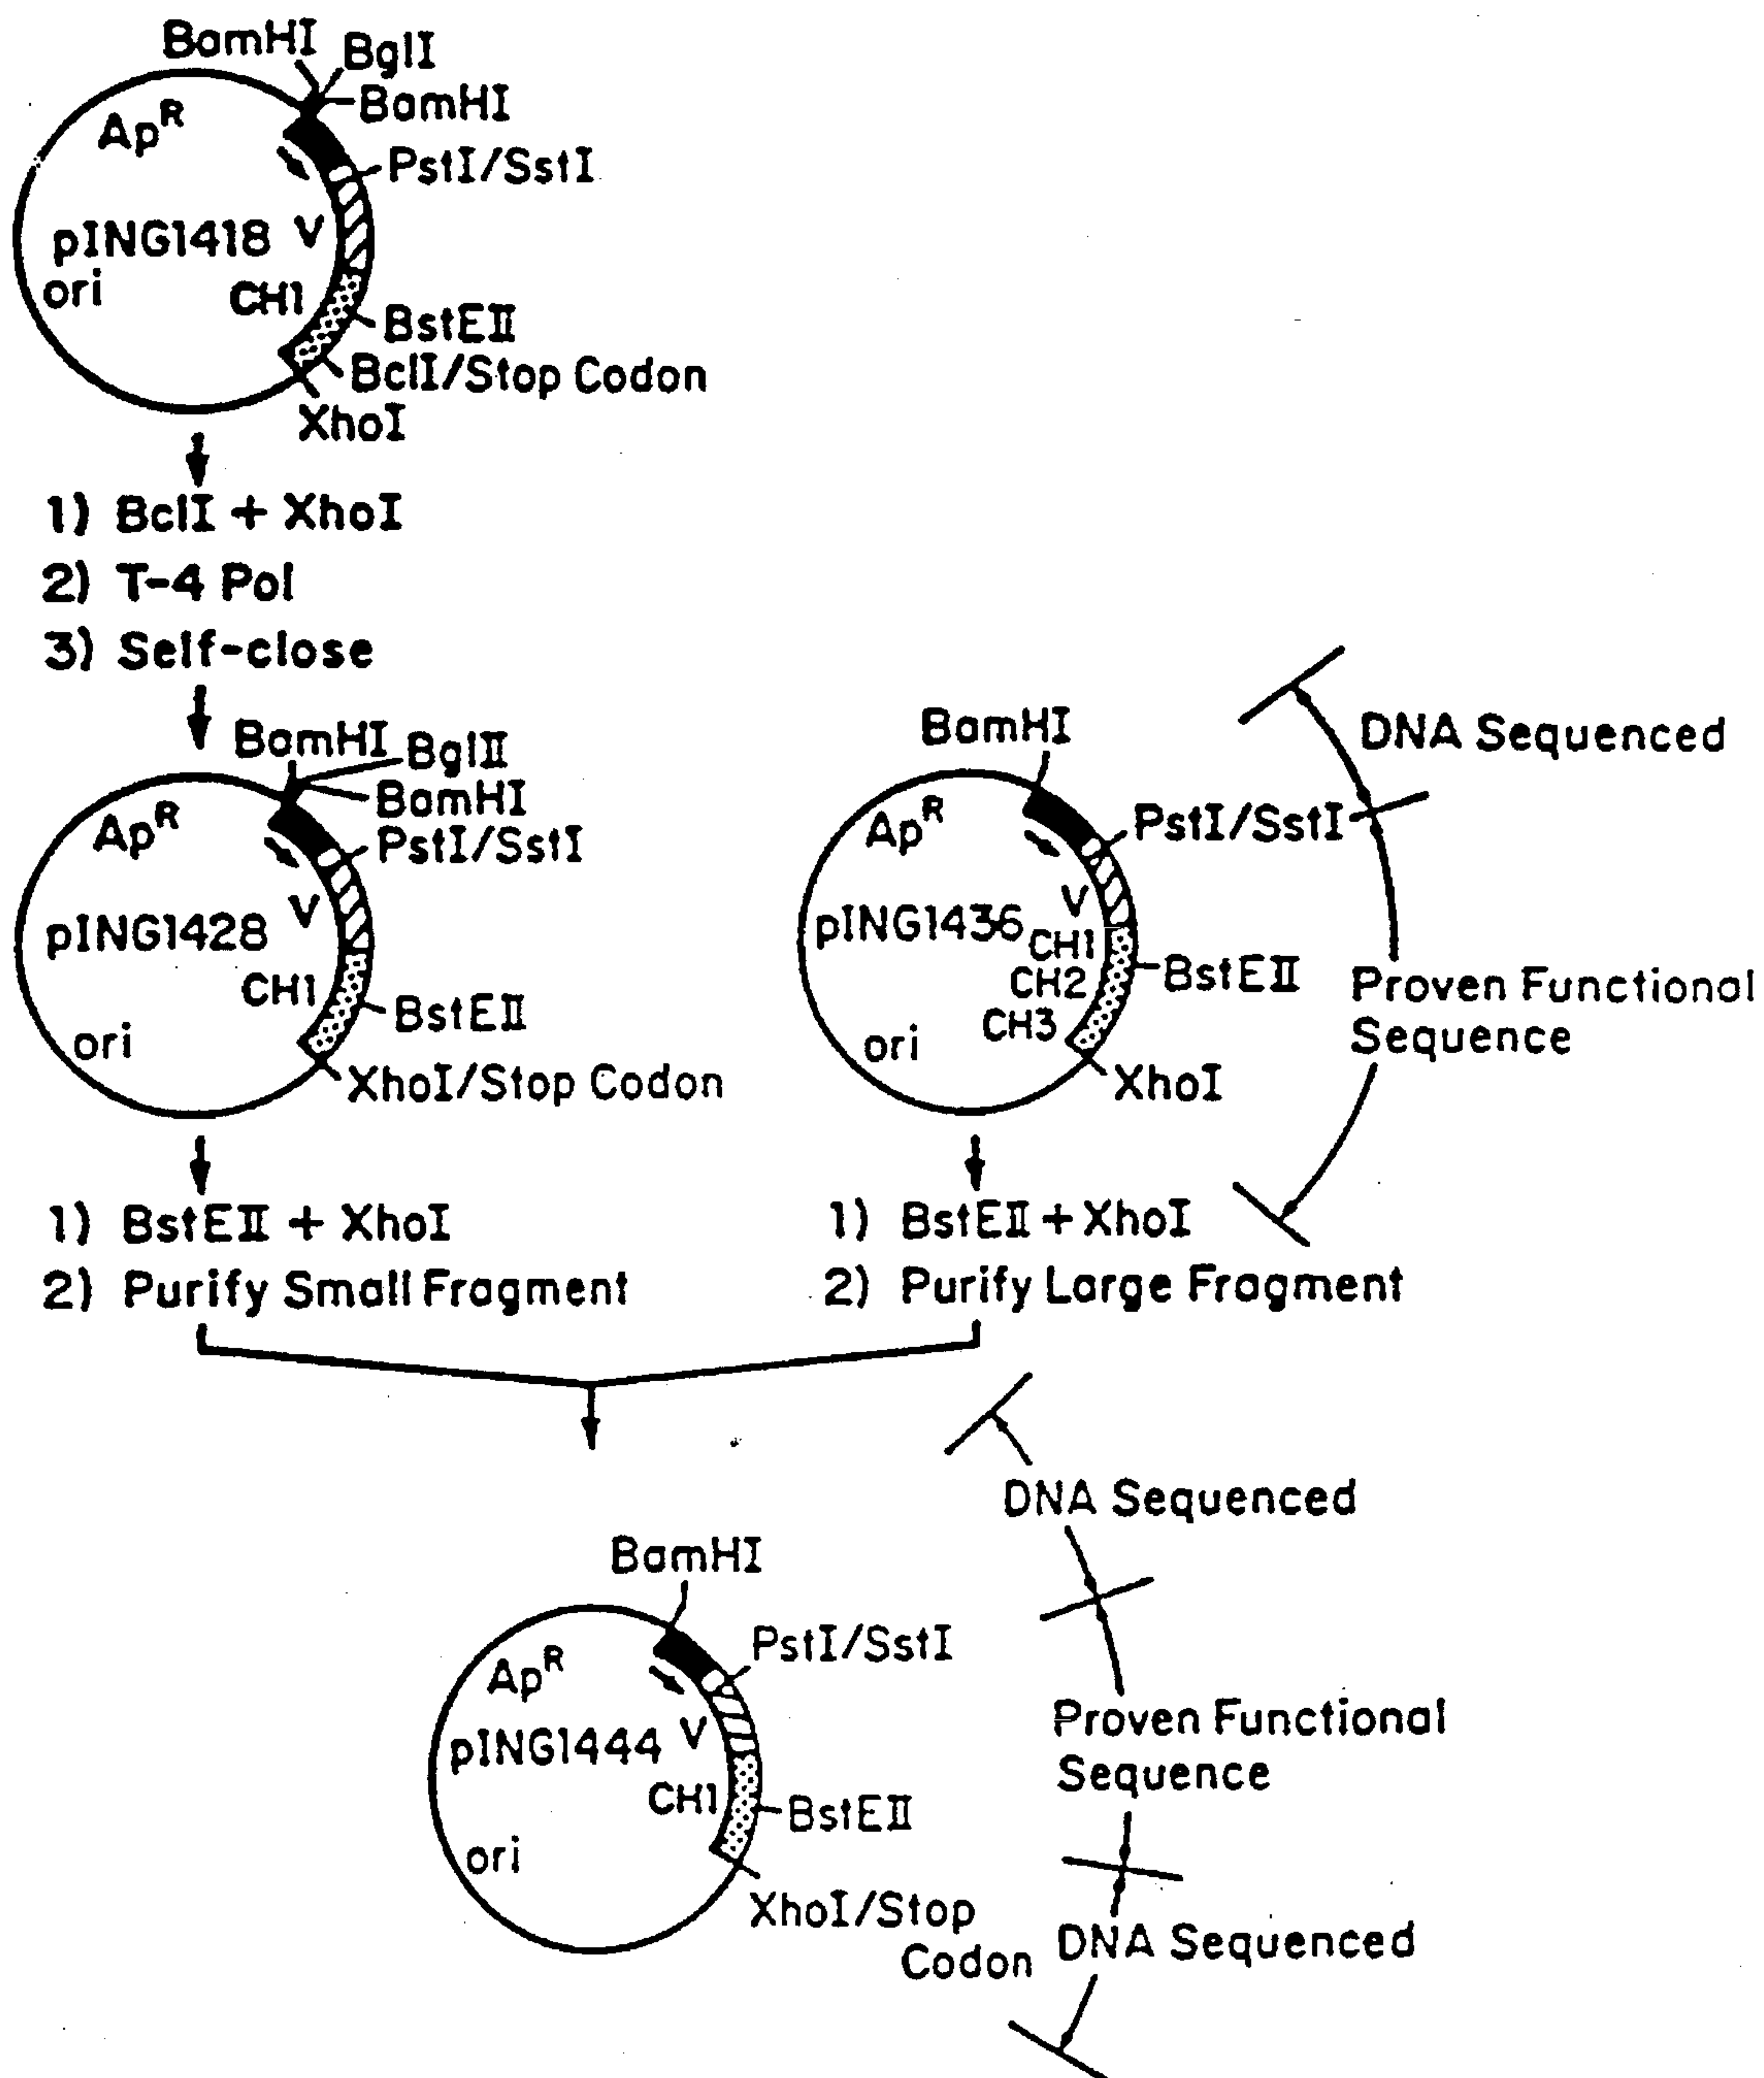 BamHI
BglI
BamHI
Ap^R
PstI/SstI
pING1418
V
ori
CH1
BstEII
BclI/Stop Codon
XhoI
1) BclI + XhoI
2) T-4 Pol
3) Self-close
BamHI
BglII
BamHI
Ap^R
PstI/SstI
V
pING1428
CH1
BstEII
ori
XhoI/Stop Codon
BamHI
DNA Sequenced
Ap^R
PstI/SstI
V
pING1436
CH1
CH2
BstEII
CH3
ori
XhoI
Proven Functional
Sequence
1) BstEII + XhoI
2) Purify Small Fragment
1) BstEII + XhoI
2) Purify Large Fragment
DNA Sequenced
BamHI
PstI/SstI
Ap^R
V
pING1444
CH1
BstEII
ori
XhoI/Stop
Codon
Proven Functional
Sequence
DNA Sequenced